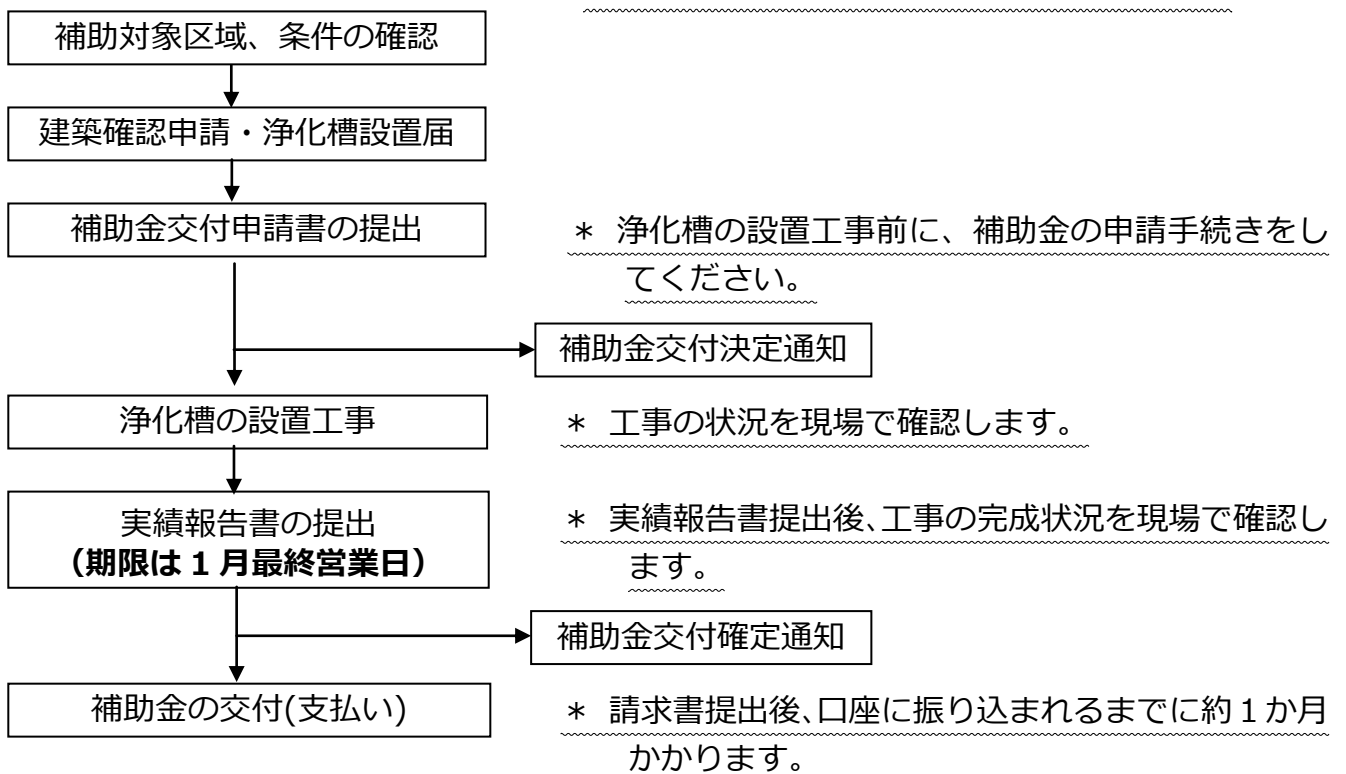 補助対象区域、条件の確認
建築確認申請・浄化槽設置届
補助金交付申請書の提出
＊ 浄化槽の設置工事前に、補助金の申請手続きをし
てください。
補助金交付決定通知
浄化槽の設置工事
＊ 工事の状況を現場で確認します。
実績報告書の提出
（期限は１月最終営業日）
＊ 実績報告書提出後、工事の完成状況を現場で確認し
ます。
補助金交付確定通知
補助金の交付(支払い)
＊ 請求書提出後、口座に振り込まれるまでに約１か月
かかります。